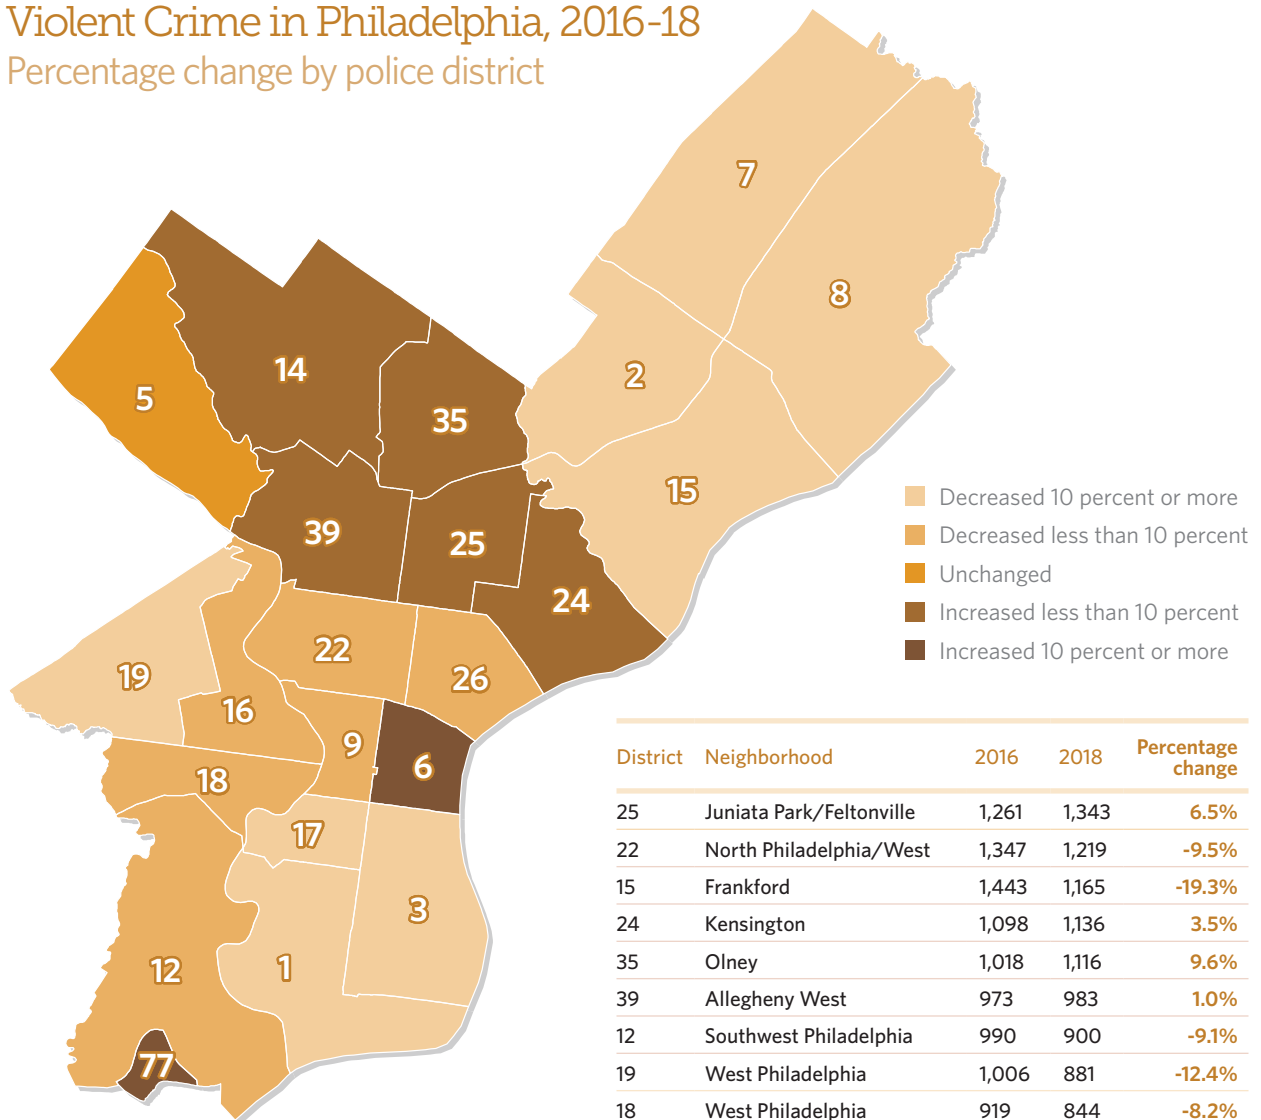 Violent Crime in Philadelphia, 2016-18
Percentage change by police district
7
8
14
5
2
35
15
39
25
24
22
19
26
16
9
6
18
17
3
12
1
77
Decreased 10 percent or more
Decreased less than 10 percent
Unchanged
Increased less than 10 percent
Increased 10 percent or more
District Neighborhood 2016 2018 Percentage change
25 Juniata Park/Feltonville 1,261 1,343 6.5%
22 North Philadelphia/West 1,347 1,219 -9.5%
15 Frankford 1,443 1,165 -19.3%
24 Kensington 1,098 1,136 3.5%
35 Olney 1,018 1,116 9.6%
39 Allegheny West 973 983 1.0%
12 Southwest Philadelphia 990 900 -9.1%
19 West Philadelphia 1,006 881 -12.4%
18 West Philadelphia 919 844 -8.2%